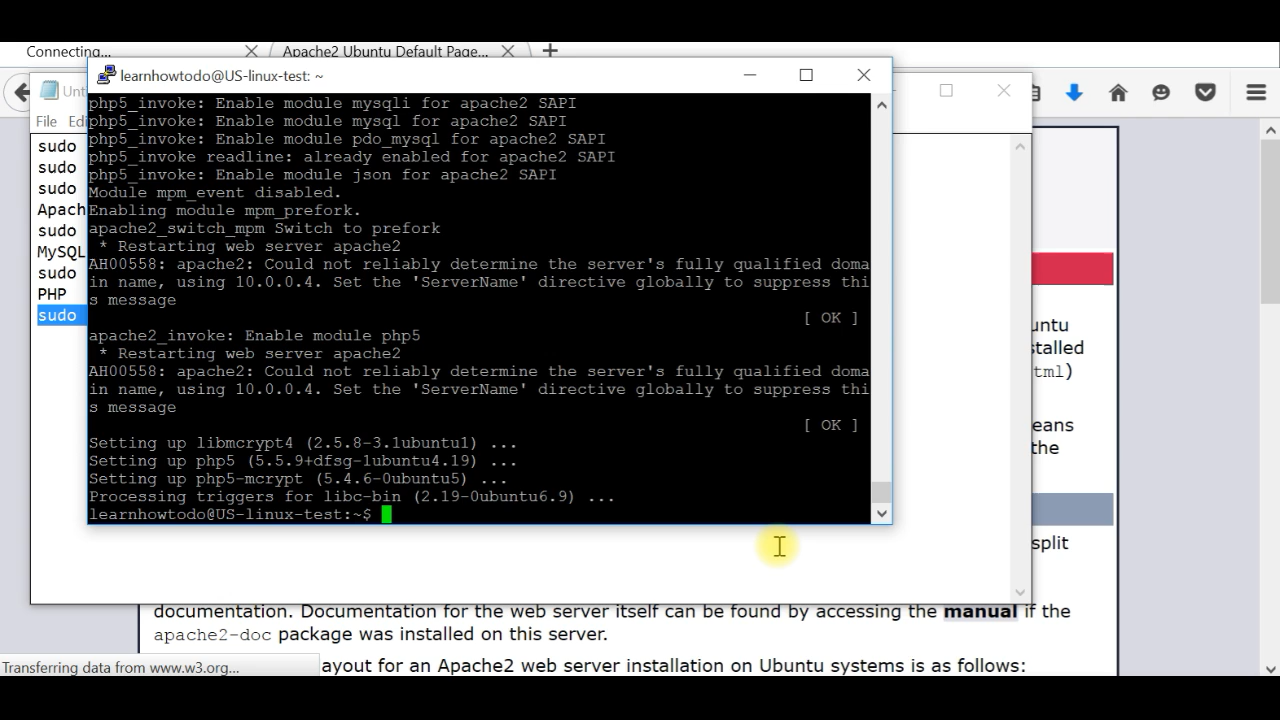 Connecting...
Apache2 Ubuntu Default Page...
learnhowtodo@US-linux-test: ~
Unt
File Ed
sudo
sudo
sudo
Apach
sudo
MySQL
sudo
PHP
sudo
php5_invoke: Enable module mysqli for apache2 SAPI
php5_invoke: Enable module mysql for apache2 SAPI
php5_invoke: Enable module pdo_mysql for apache2 SAPI
php5_invoke readline: already enabled for apache2 SAPI
php5_invoke: Enable module json for apache2 SAPI
Module mpm_event disabled.
Enabling module mpm_prefork.
apache2_switch_mpm Switch to prefork
* Restarting web server apache2
AH00558: apache2: Could not reliably determine the server's fully qualified doma
in name, using 10.0.0.4. Set the 'ServerName' directive globally to suppress thi
s message
[ OK ]
apache2_invoke: Enable module php5
* Restarting web server apache2
AH00558: apache2: Could not reliably determine the server's fully qualified doma
in name, using 10.0.0.4. Set the 'ServerName' directive globally to suppress thi
s message
[ OK ]
Setting up libmcrypt4 (2.5.8-3.1ubuntu1) ...
Setting up php5 (5.5.9+dfsg-1ubuntu4.19) ...
Setting up php5-mcrypt (5.4.6-0ubuntu5) ...
Processing triggers for libc-bin (2.19-0ubuntu6.9) ...
learnhowtodo@US-linux-test:~$
untu
stalled
tml)
eans
the
split
documentation. Documentation for the web server itself can be found by accessing the manual if the
apache2-doc package was installed on this server.
ayout for an Apache2 web server installation on Ubuntu systems is as follows:
Transferring data from www.w3.org...